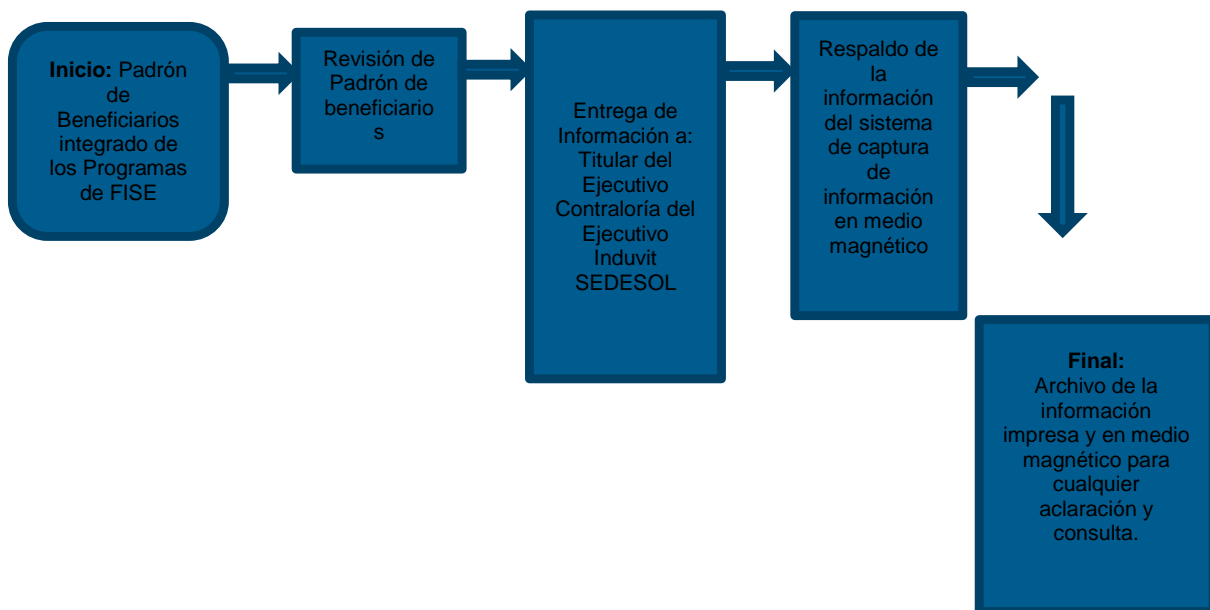 Inicio: Padrón
de
Beneficiarios
integrado de
los Programas
de FISE
Revisión de
Padrón de
beneficiario
s
Entrega de
Información a:
Titular del
Ejecutivo
Contraloría del
Ejecutivo
Induvit
SEDESOL
Respaldo de
la
información
del sistema
de captura
de
información
en medio
magnético
Final:
Archivo de la
información
impresa y en medio
magnético para
cualquier
aclaración y
consulta.